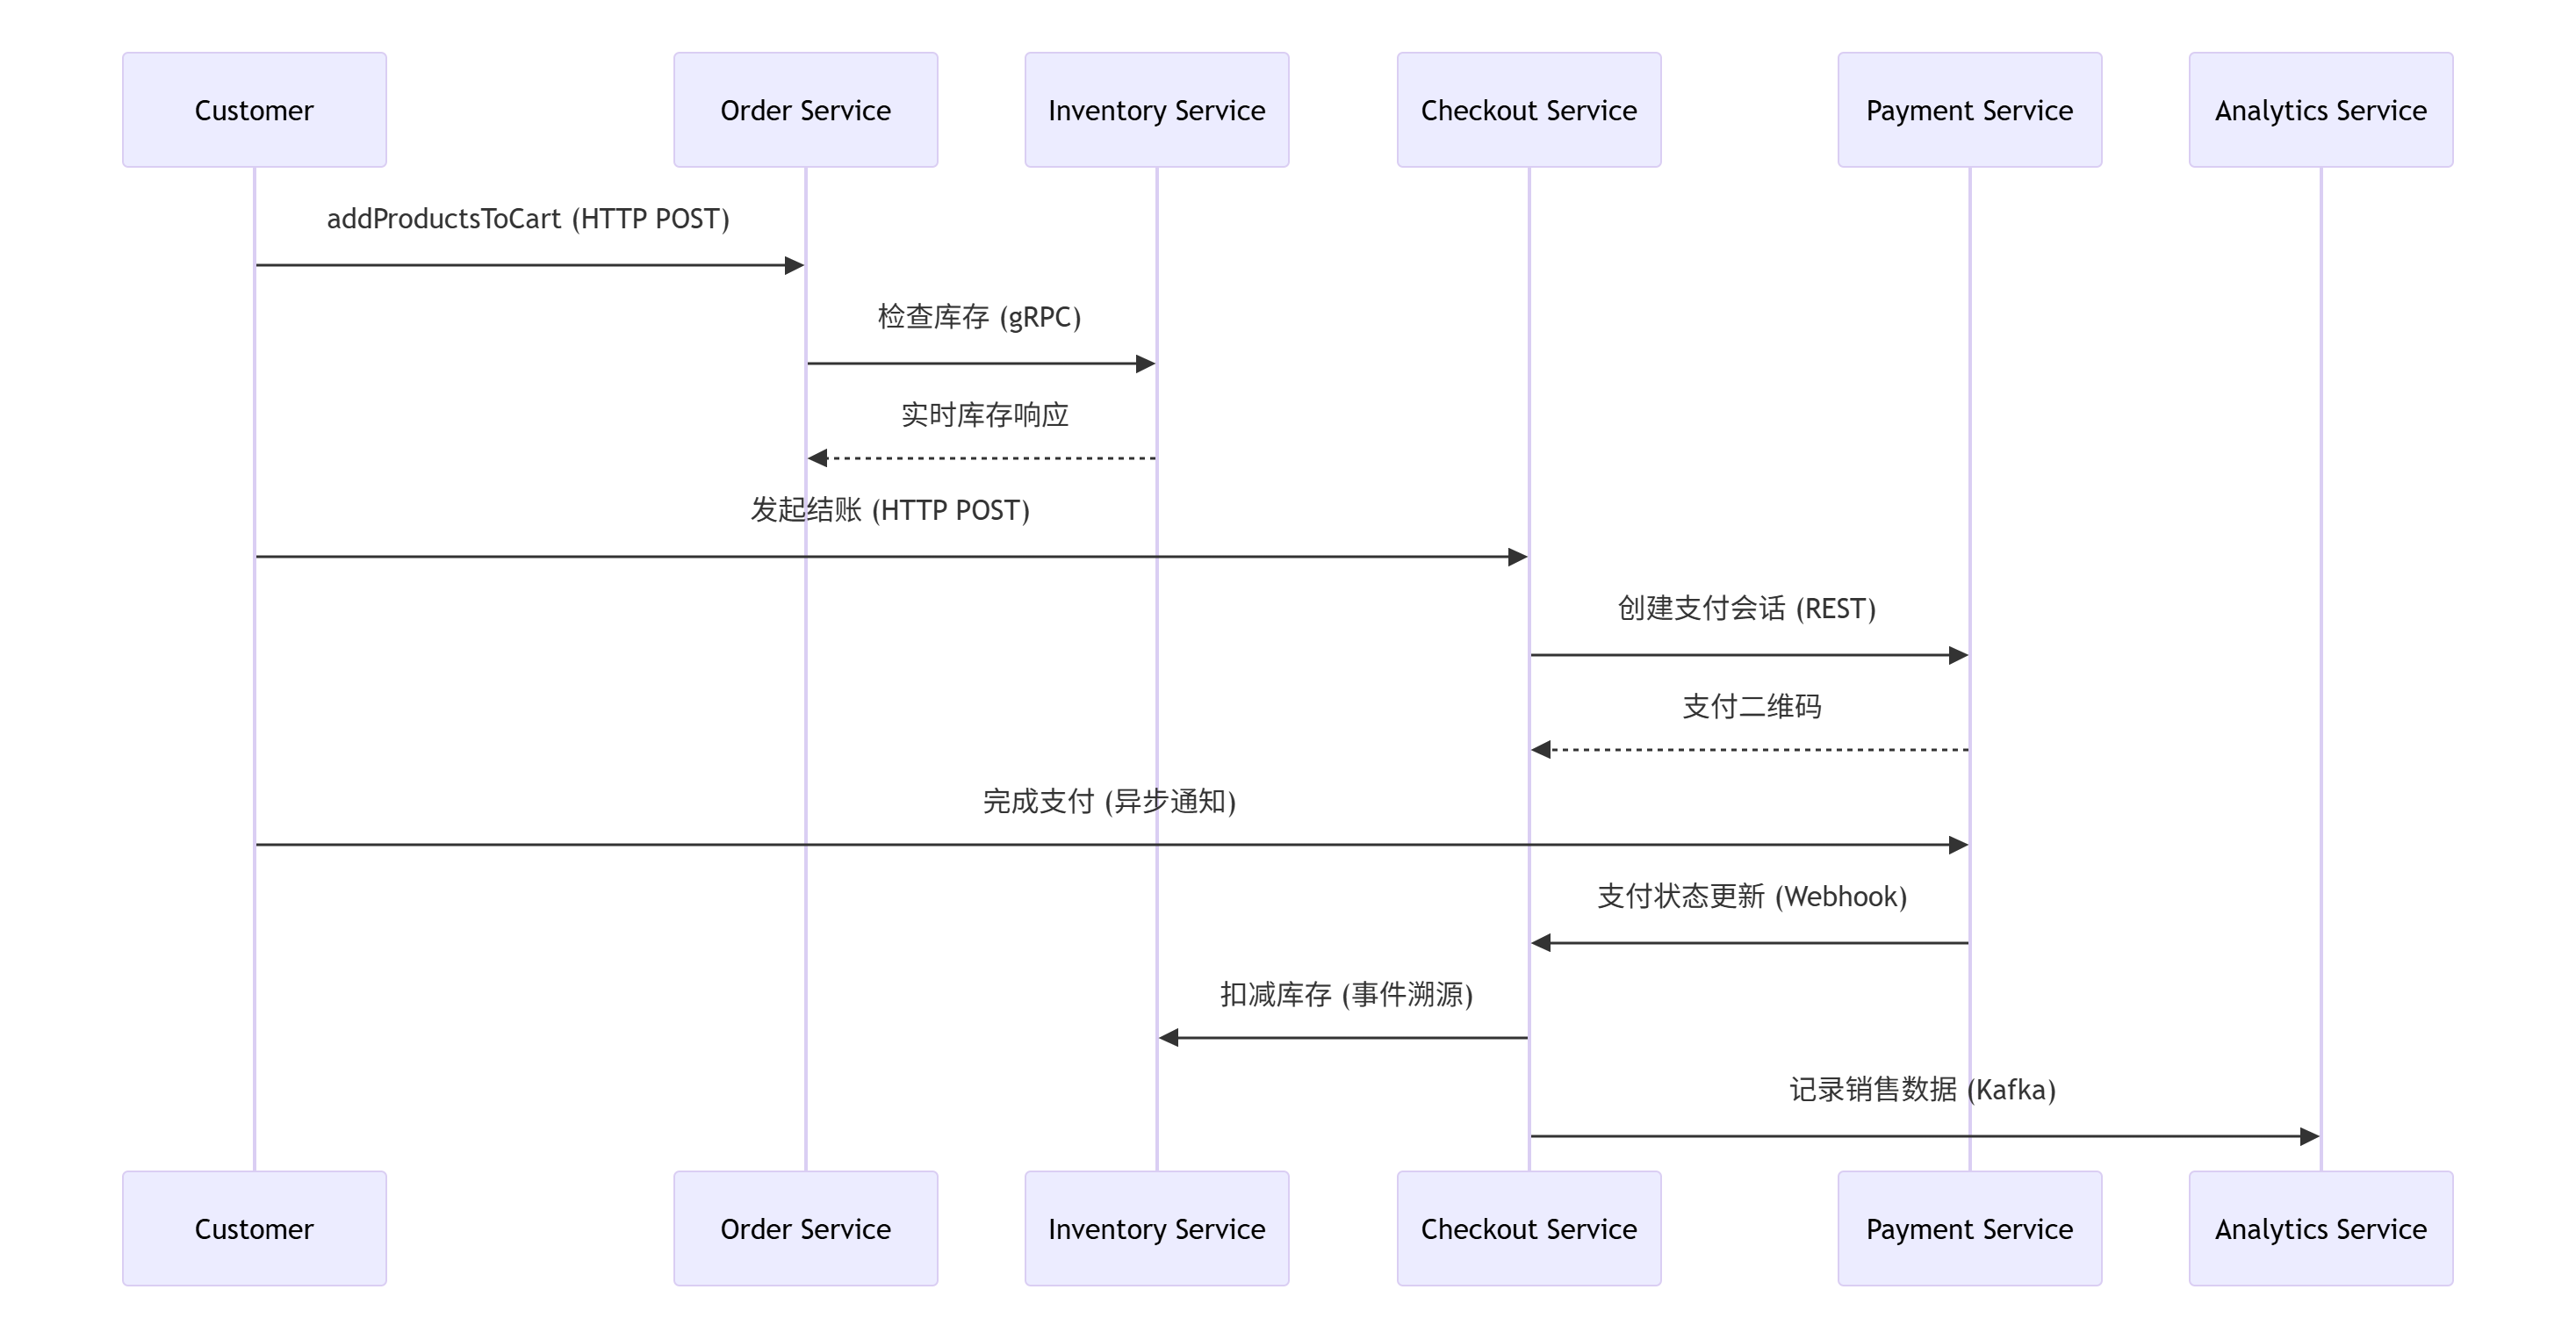 Customer
Order Service
Inventory Service
Checkout Service
Payment Service
Analytics Service
addProductsToCart (HTTP POST)
检查库存 (gRPC)
实时库存响应
发起结账 (HTTP POST)
创建支付会话 (REST)
支付二维码
完成支付 (异步通知)
支付状态更新 (Webhook)
扣减库存 (事件溯源)
记录销售数据 (Kafka)
Customer
Order Service
Inventory Service
Checkout Service
Payment Service
Analytics Service